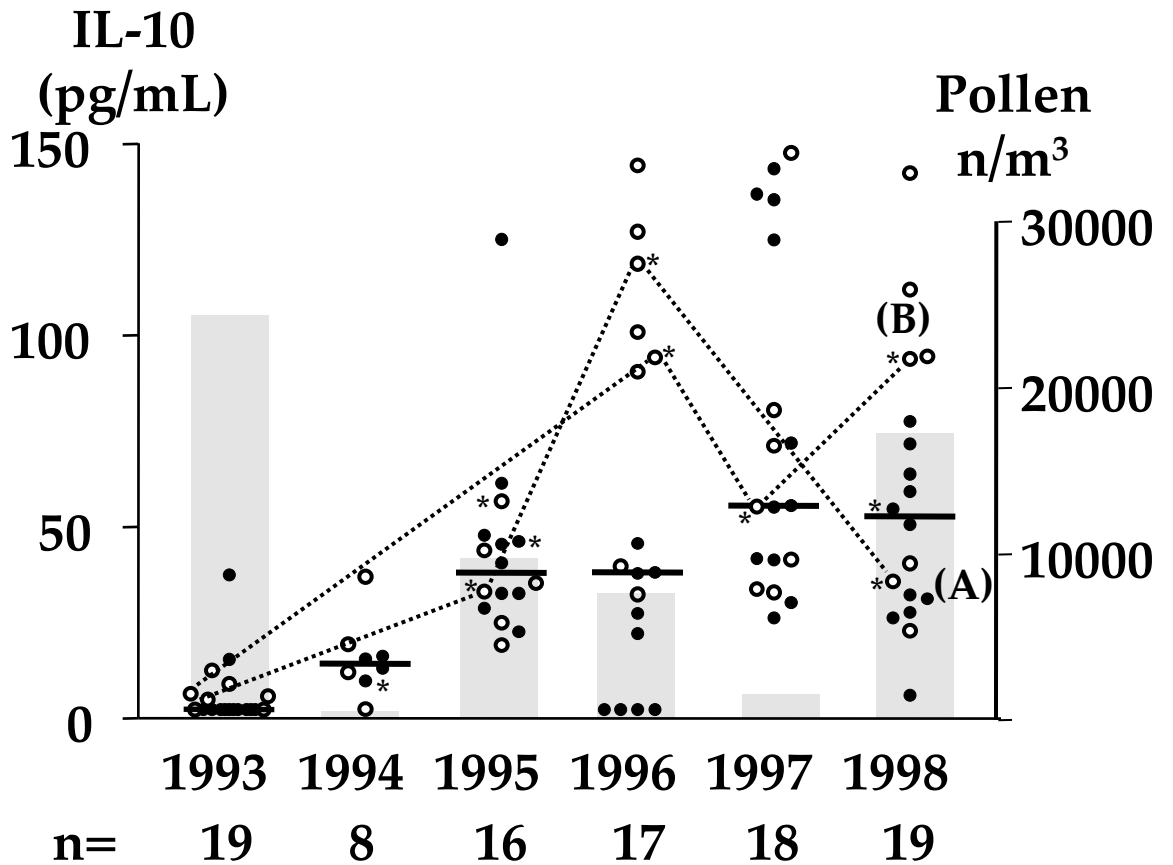 IL-10
(pg/mL)
Pollen
n/m³
150
100
50
0
30000
20000
10000
(B)
(A)
* * * * * * * * * *
1993 1994 1995 1996 1997 1998
n= 19 8 16 17 18 19